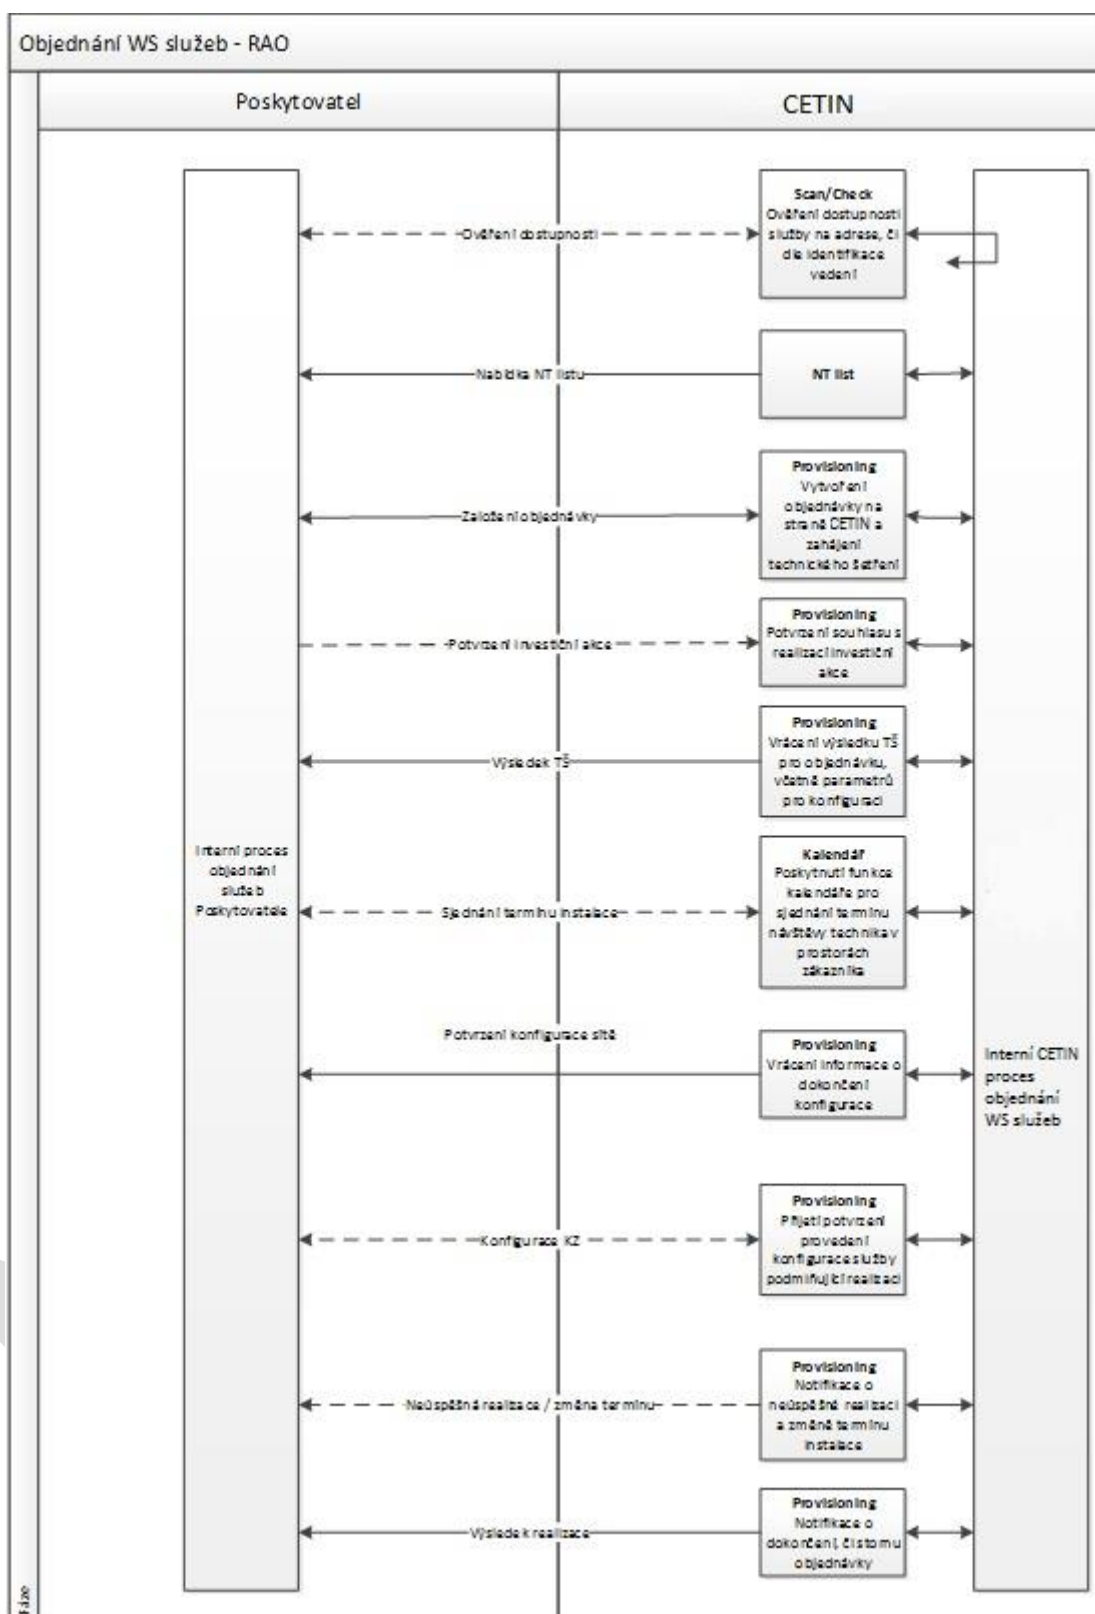 Objednání WS služeb - RAO
Poskytovatel
CETIN
Scan/Check
Ověření dostupnosti
služby na adrese, či
dle identifikace
vedení
Ověření dostupnosti
NT list
Nabídka NT listu
Provisioning
Vytvoření
objednávky na
straně CETIN a
zahájení
technického šetření
Založení objednávky
Provisioning
Potvrzení souhlasu s
realizací investiční
akce
Potvrzení investiční akce
Provisioning
Vrácení výsledku TŠ
pro objednávku,
včetně parametrů
pro konfiguraci
Výsledek TŠ
Interní proces
objednání
služeb
Poskytovatele
Kalendář
Poskytnutí funkce
kalendáře pro
sjednání termínu
návštěvy technika v
prostorách
zákazníka
Sjednání termínu instalace
Potvrzení konfigurace sítě
Provisioning
Vrácení informace o
dokončení
konfigurace
Interní CETIN
proces
objednání
WS služeb
Provisioning
Přijetí potvrzení
provedení
konfigurace služby
podmiňující realizaci
Konfigurace KZ
Provisioning
Notifikace o
neúspěšné realizaci
a změně termínu
instalace
Neúspěšná realizace / změna termínu
Provisioning
Notifikace o
dokončení, či stornu
objednávky
Výsledek realizace
Fáze